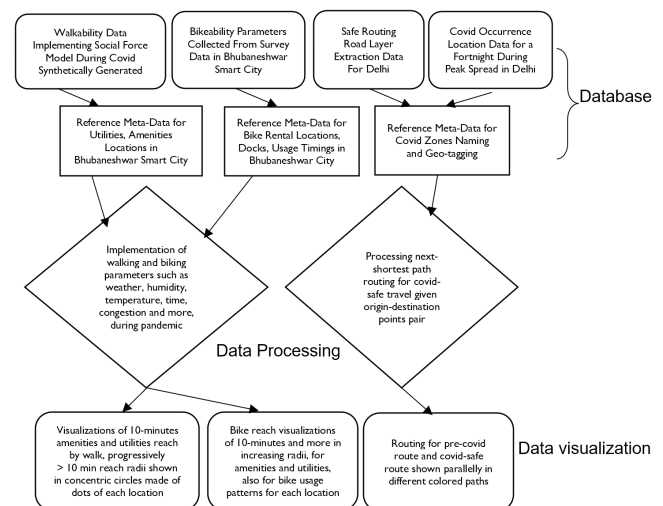 Walkability Data
Implementing Social Force
Model During Covid
Synthetically Generated
Bikeability Parameters
Collected From Survey
Data in Bhubaneshwar
Smart City
Safe Routing
Road Layer
Extraction Data
For Delhi
Covid Occurrence
Location Data for a
Fortnight During
Peak Spread in Delhi
Database
Reference Meta-Data for
Utilities, Amenities
Locations in
Bhubaneshwar Smart City
Reference Meta-Data for
Bike Rental Locations,
Docks, Usage Timings in
Bhubaneshwar City
Reference Meta-Data for
Covid Zones Naming
and Geo-tagging
Implementation of
walking and biking
parameters such as
weather, humidity,
temperature, time,
congestion and more,
during pandemic
Processing next-
shortest path
routing for covid-
safe travel given
origin-destination
points pair
Data Processing
Visualizations of 10-minutes
amenities and utilities reach
by walk, progressively
> 10 min reach radii shown
in concentric circles made of
dots of each location
Bike reach visualizations
of 10-minutes and more in
increasing radii, for
amenities and utilities,
also for bike usage
patterns for each location
Routing for pre-covid
route and covid-safe
route shown parallelly in
different colored paths
Data visualization